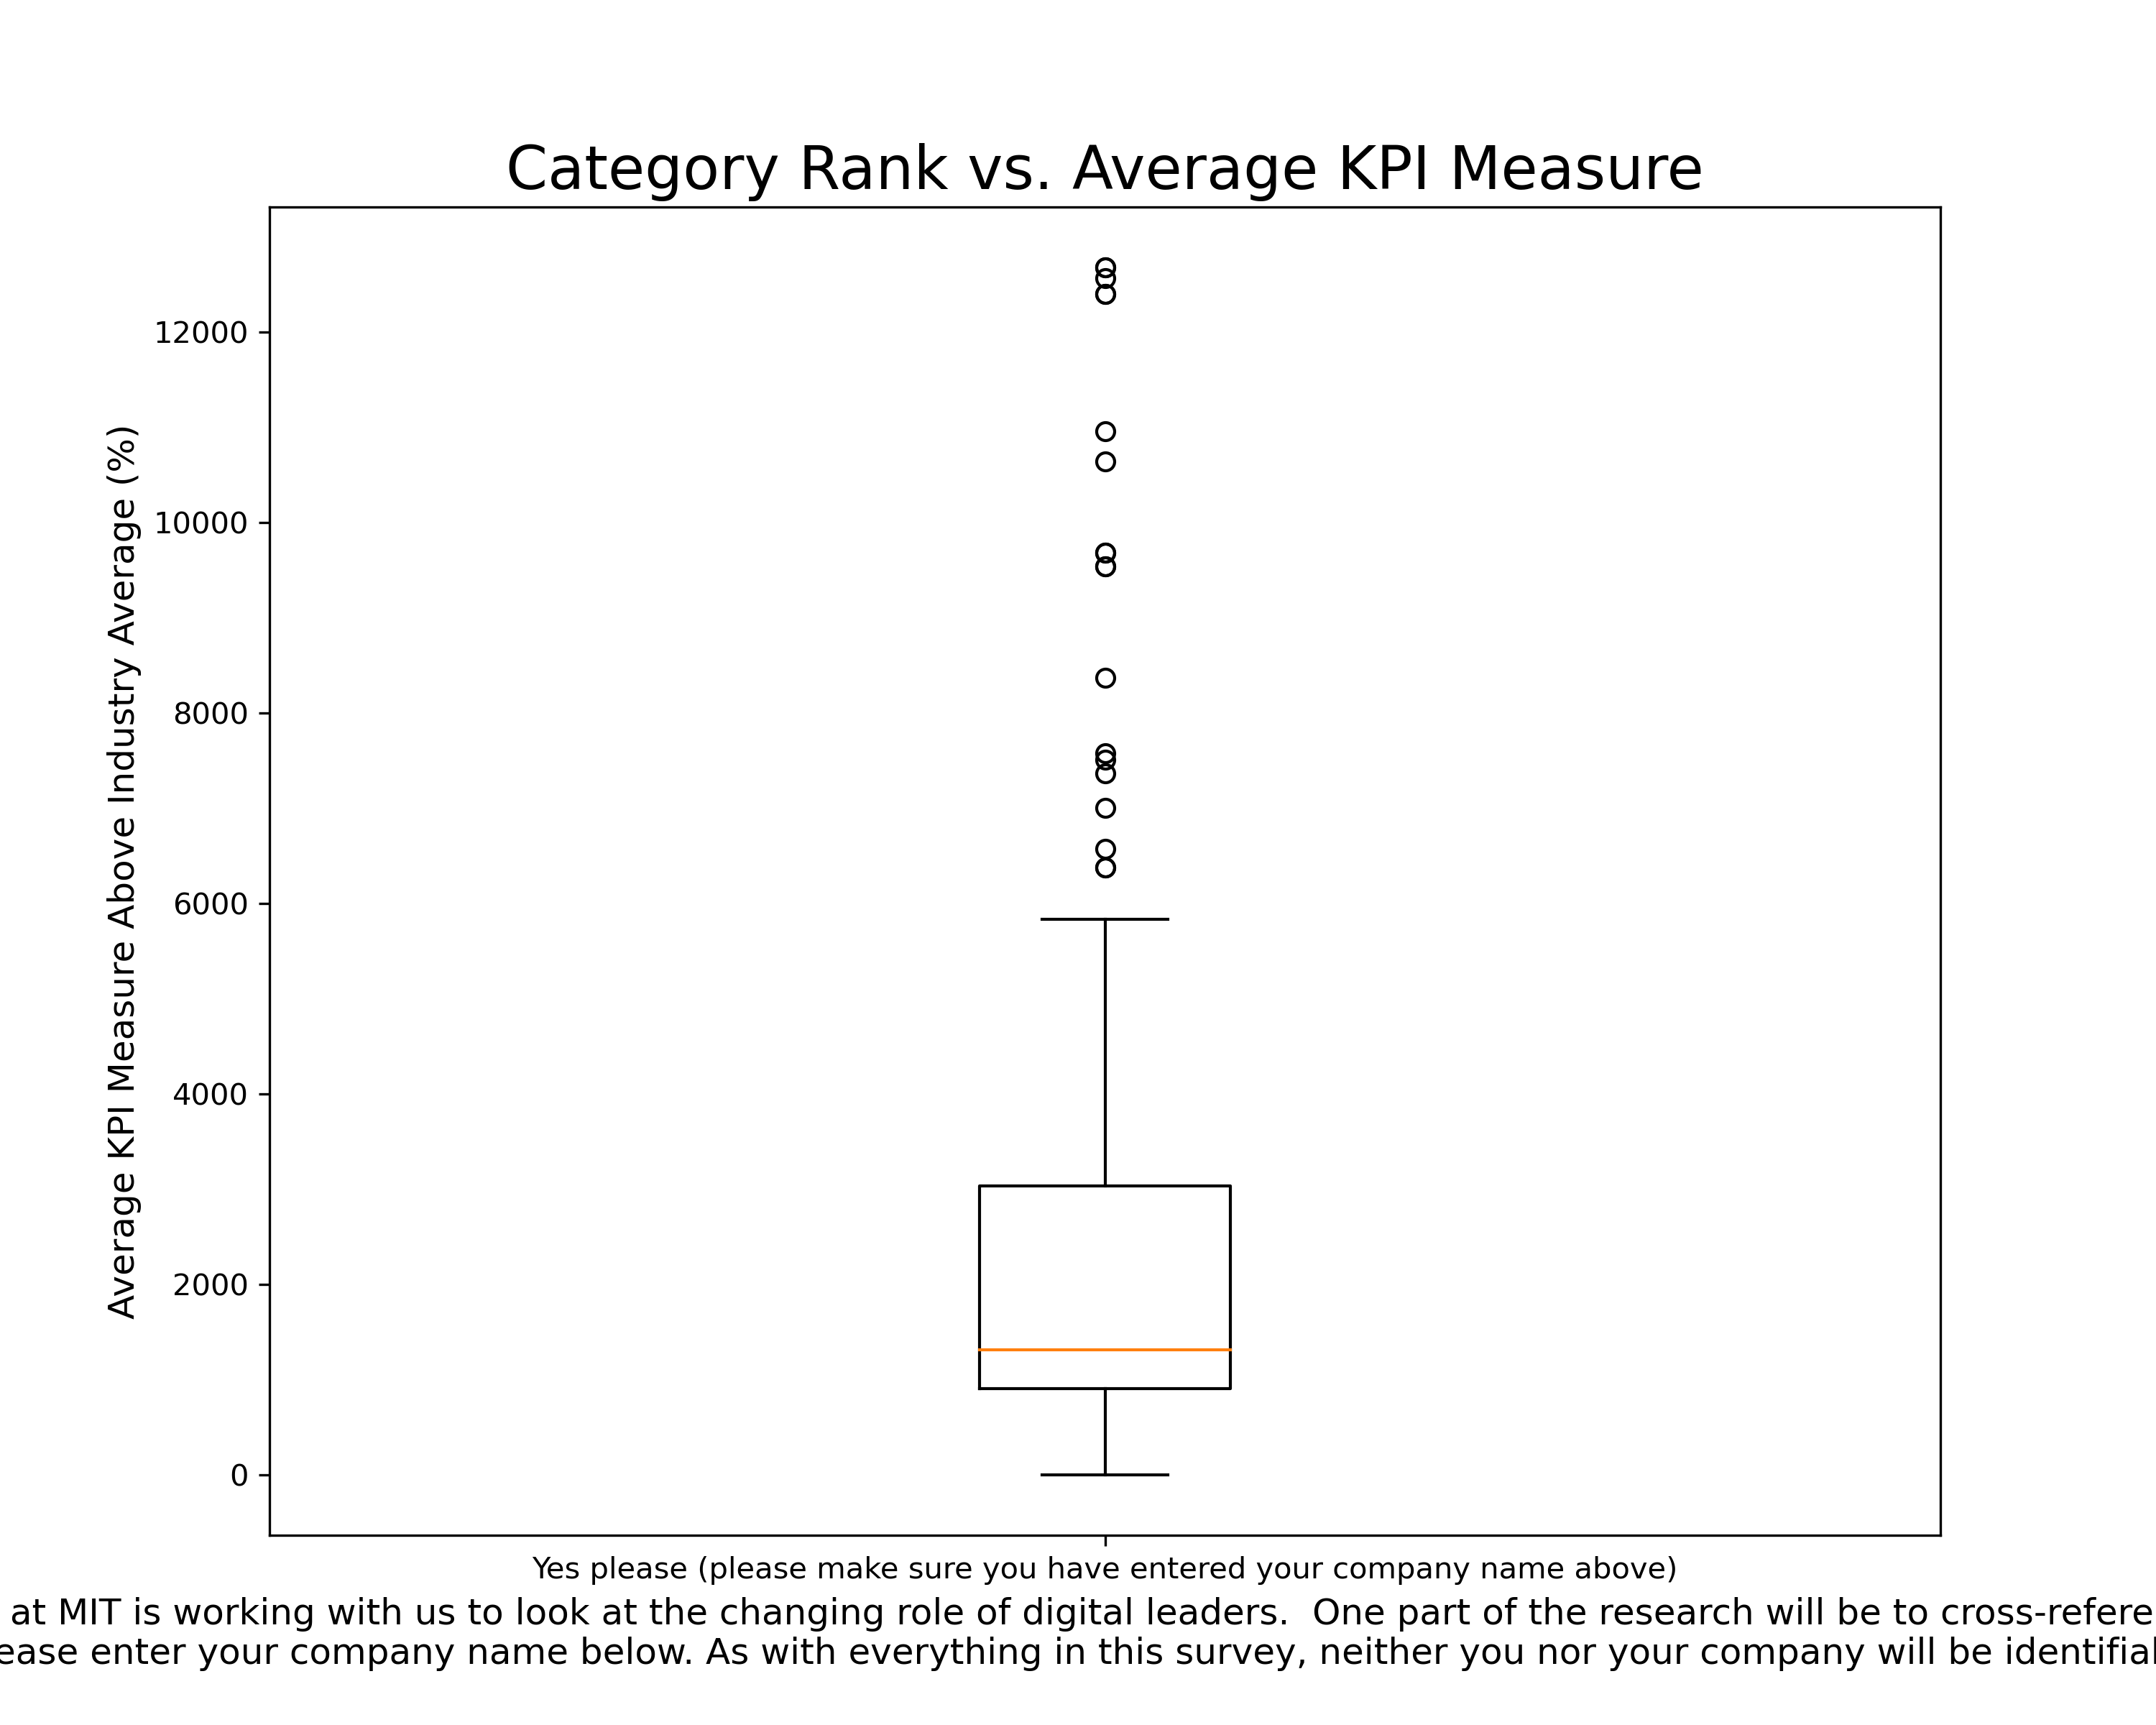 Category Rank vs. Average KPI Measure
Average KPI Measure Above Industry Average (%)
12000
10000
8000
6000
4000
2000
0
Yes please (please make sure you have entered your company name above)
at MIT is working with us to look at the changing role of digital leaders.  One part of the research will be to cross-refere
ease enter your company name below. As with everything in this survey, neither you nor your company will be identifia